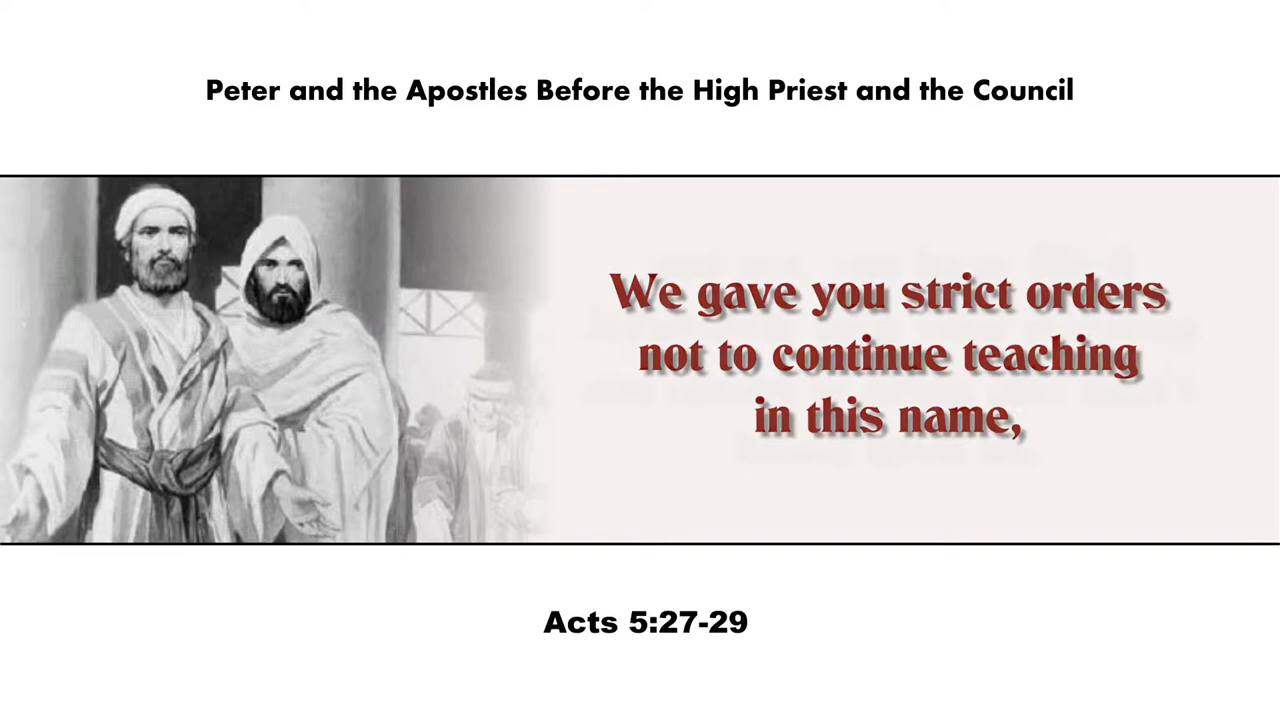 Peter and the Apostles Before the High Priest and the Council
We gave you strict orders
not to continue teaching
in this name,
Acts 5:27-29